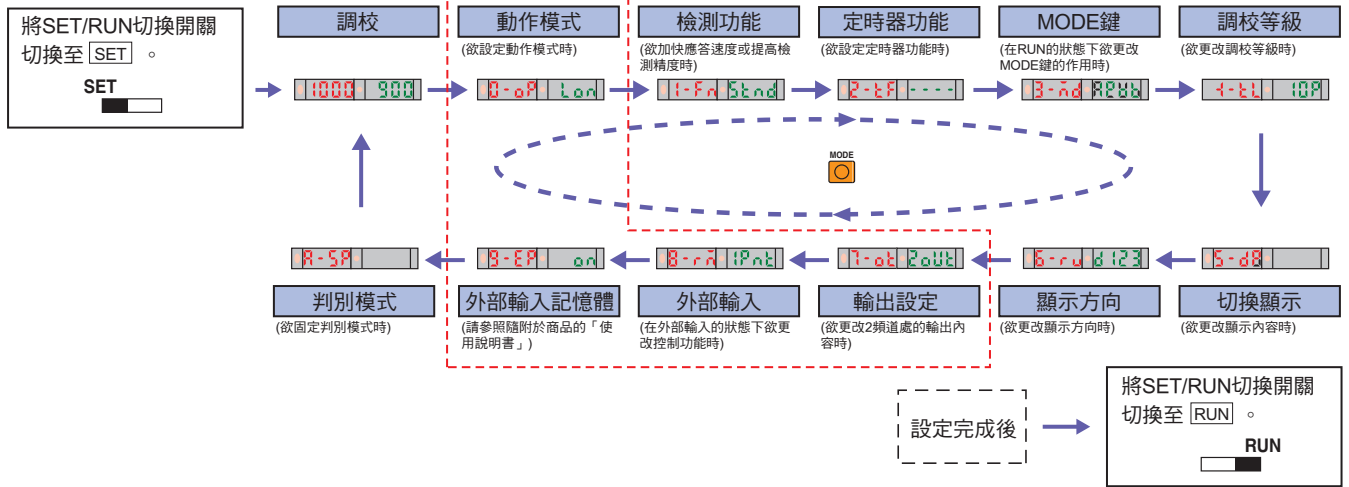 將SET/RUN切換開關
切換至 SET 。
SET
調校
1000 900
動作模式
(欲設定動作模式時)
0-oP Lon
檢測功能
(欲加快應答速度或提高檢
測精度時)
1-Fn Stnd
定時器功能
(欲設定定時器功能時)
2-tF ----
MODE鍵
(在RUN的狀態下欲更改
MODE鍵的作用時)
調校等級
(欲更改調校等級時)
10P
MODE
A-SP
9-EP on
8-rm 1Pnt
7-ot 2oUt
6-ru d123
5-d8
判別模式
(欲固定判別模式時)
外部輸入記憶體
(請參照隨附於商品的「使
用說明書」)
外部輸入
(在外部輸入的狀態下欲更
改控制功能時)
輸出設定
(欲更改2頻道處的輸出內
容時)
顯示方向
(欲更改顯示方向時)
切換顯示
(欲更改顯示內容時)
設定完成後
將SET/RUN切換開關
切換至 RUN 。
RUN